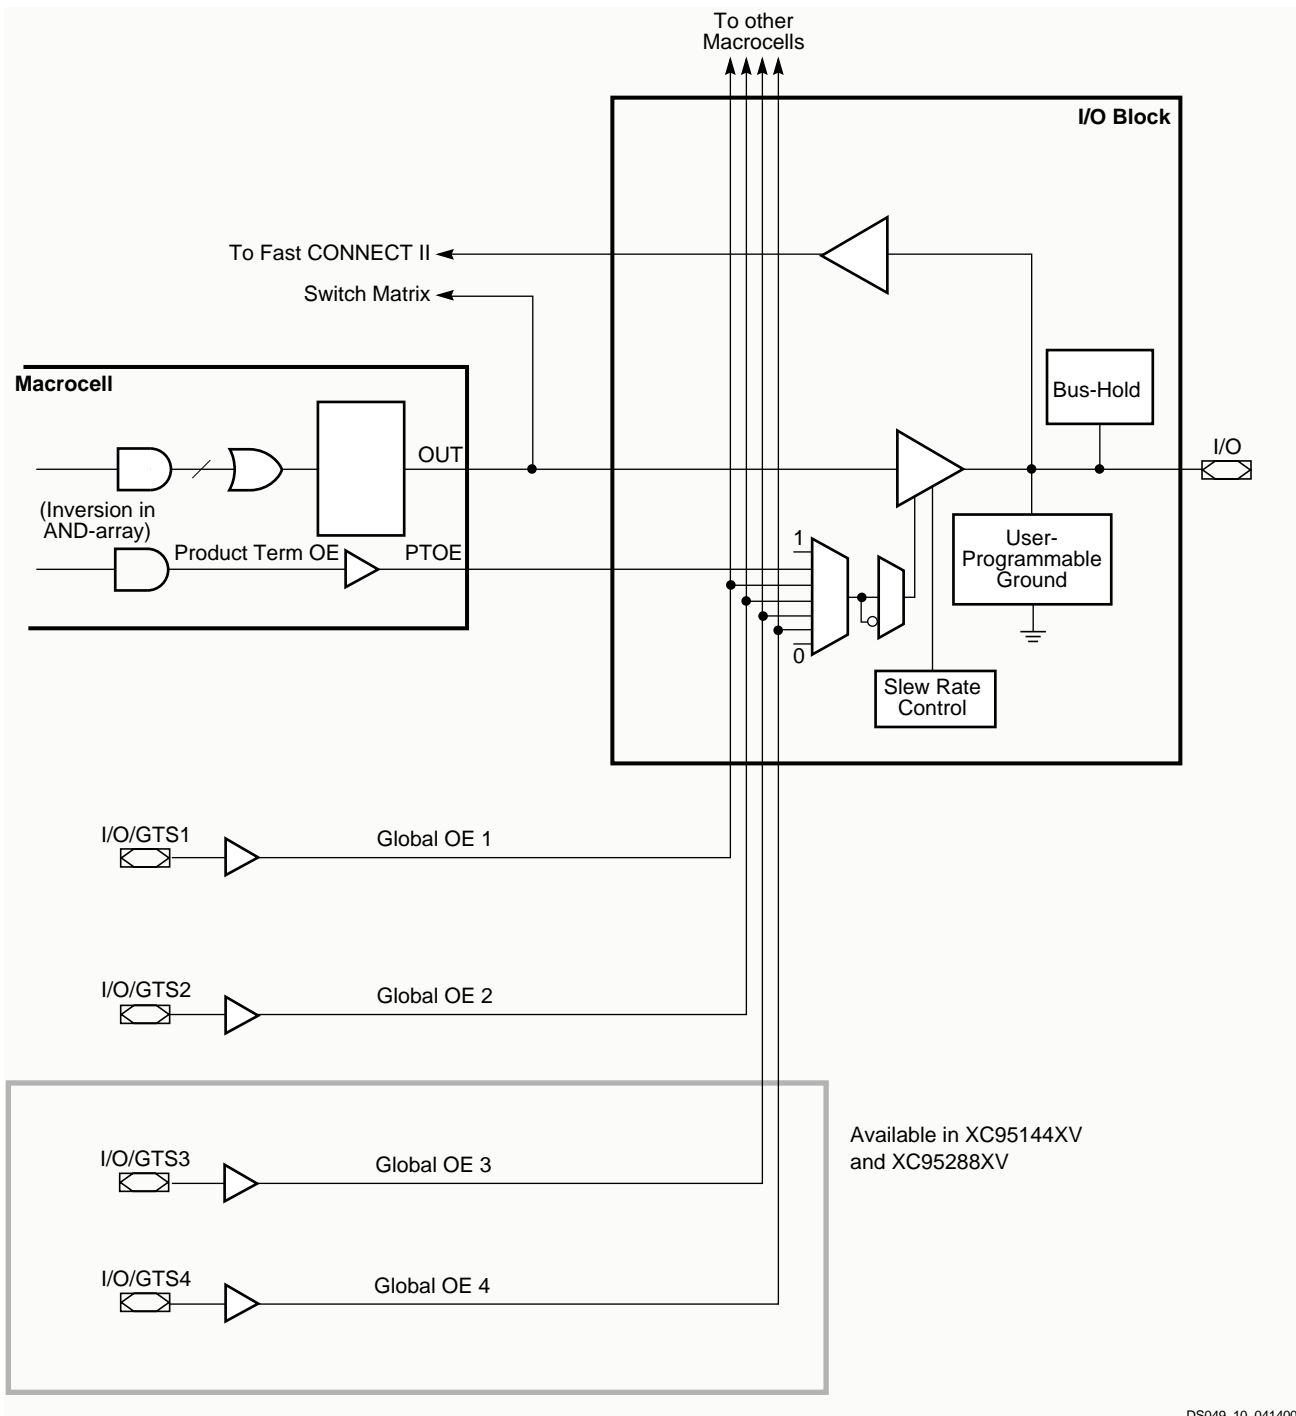 To other
Macrocells
I/O Block
To Fast CONNECT II
Switch Matrix
Macrocell
Bus-Hold
OUT
I/O
(Inversion in
AND-array)
Product Term OE
PTOE
1
User-
Programmable
Ground
0
Slew Rate
Control
I/O/GTS1
Global OE 1
I/O/GTS2
Global OE 2
Available in XC95144XV
and XC95288XV
I/O/GTS3
Global OE 3
I/O/GTS4
Global OE 4
DS049_10_041400